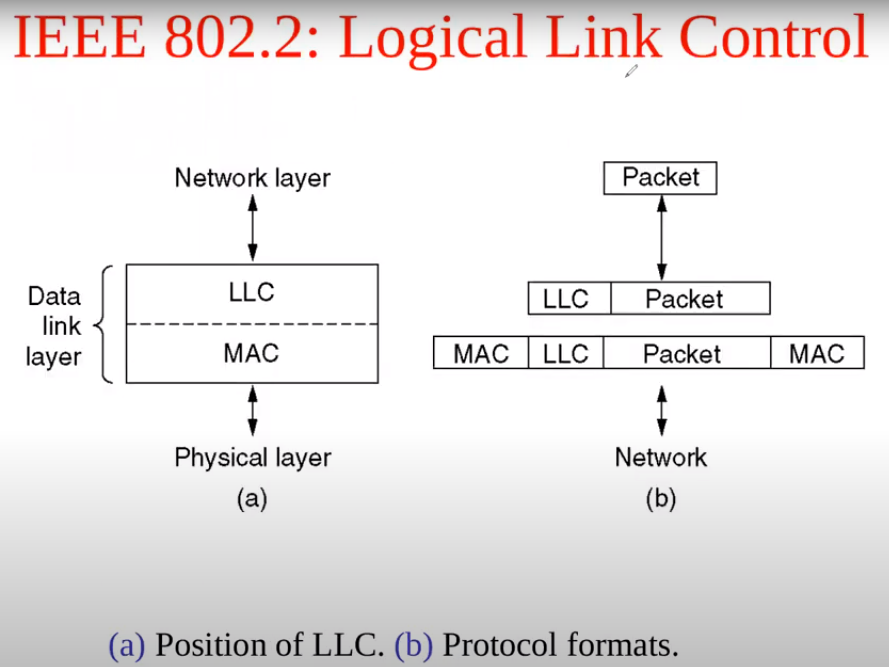 IEEE 802.2: Logical Link Control
Network layer
Data
link
layer
LLC
MAC
Physical layer
(a)
Packet
LLC Packet
MAC LLC Packet MAC
Network
(b)
(a) Position of LLC. (b) Protocol formats.